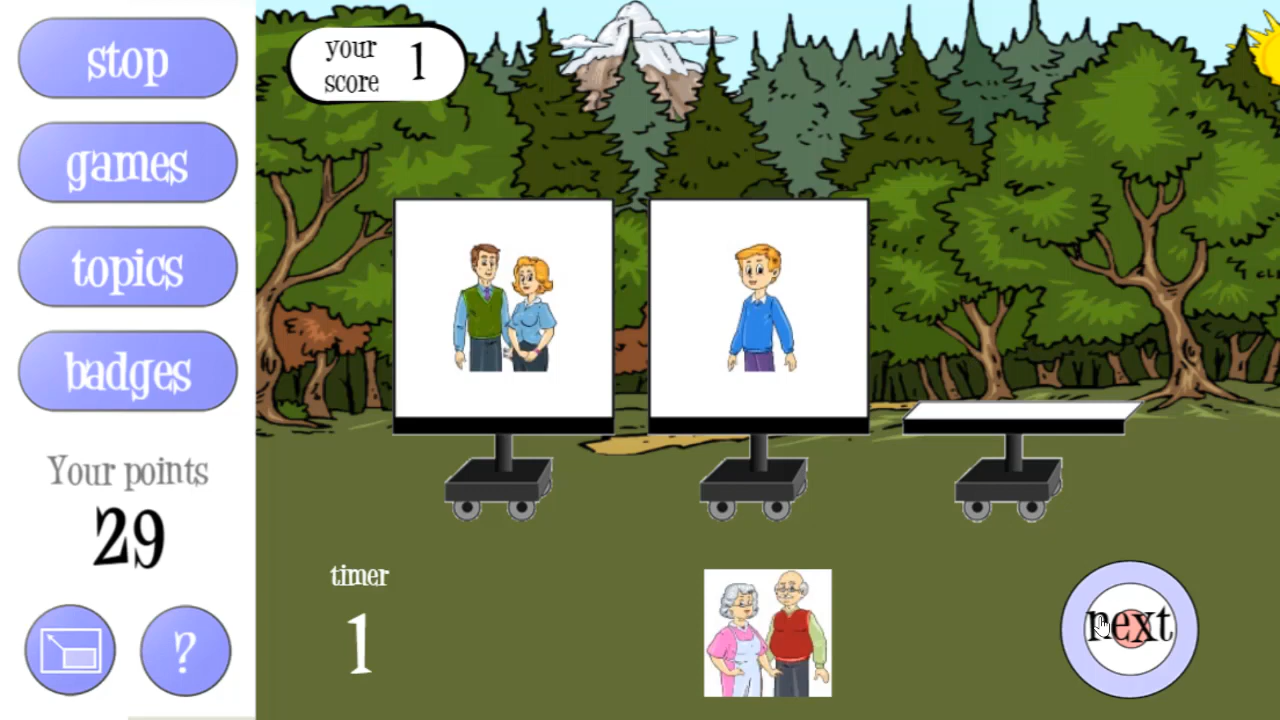 stop
games
topics
badges
Your points
29
?
your
score
1
timer
1
next